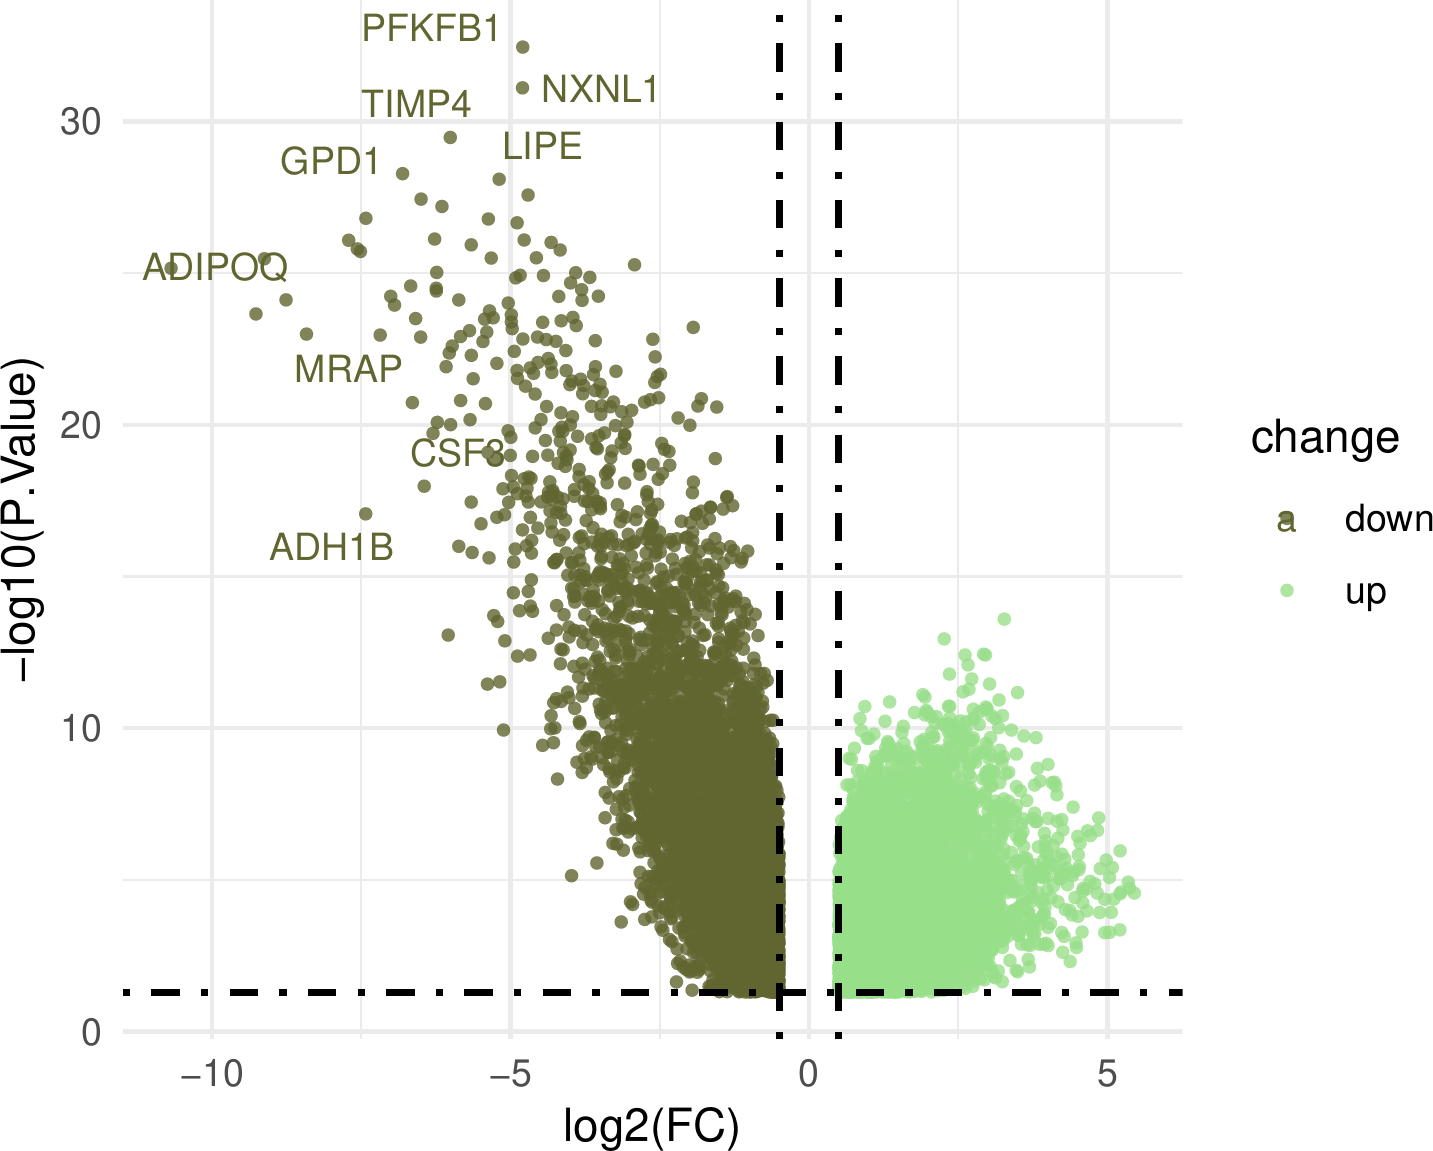 PFKFB1
NXNL1
TIMP4
LIPE
GPD1
ADIPOQ
MRAP
CSF3
ADH1B
−log10(P.Value)
30
20
10
0
−10
−5
0
5
log2(FC)
change
a down
up